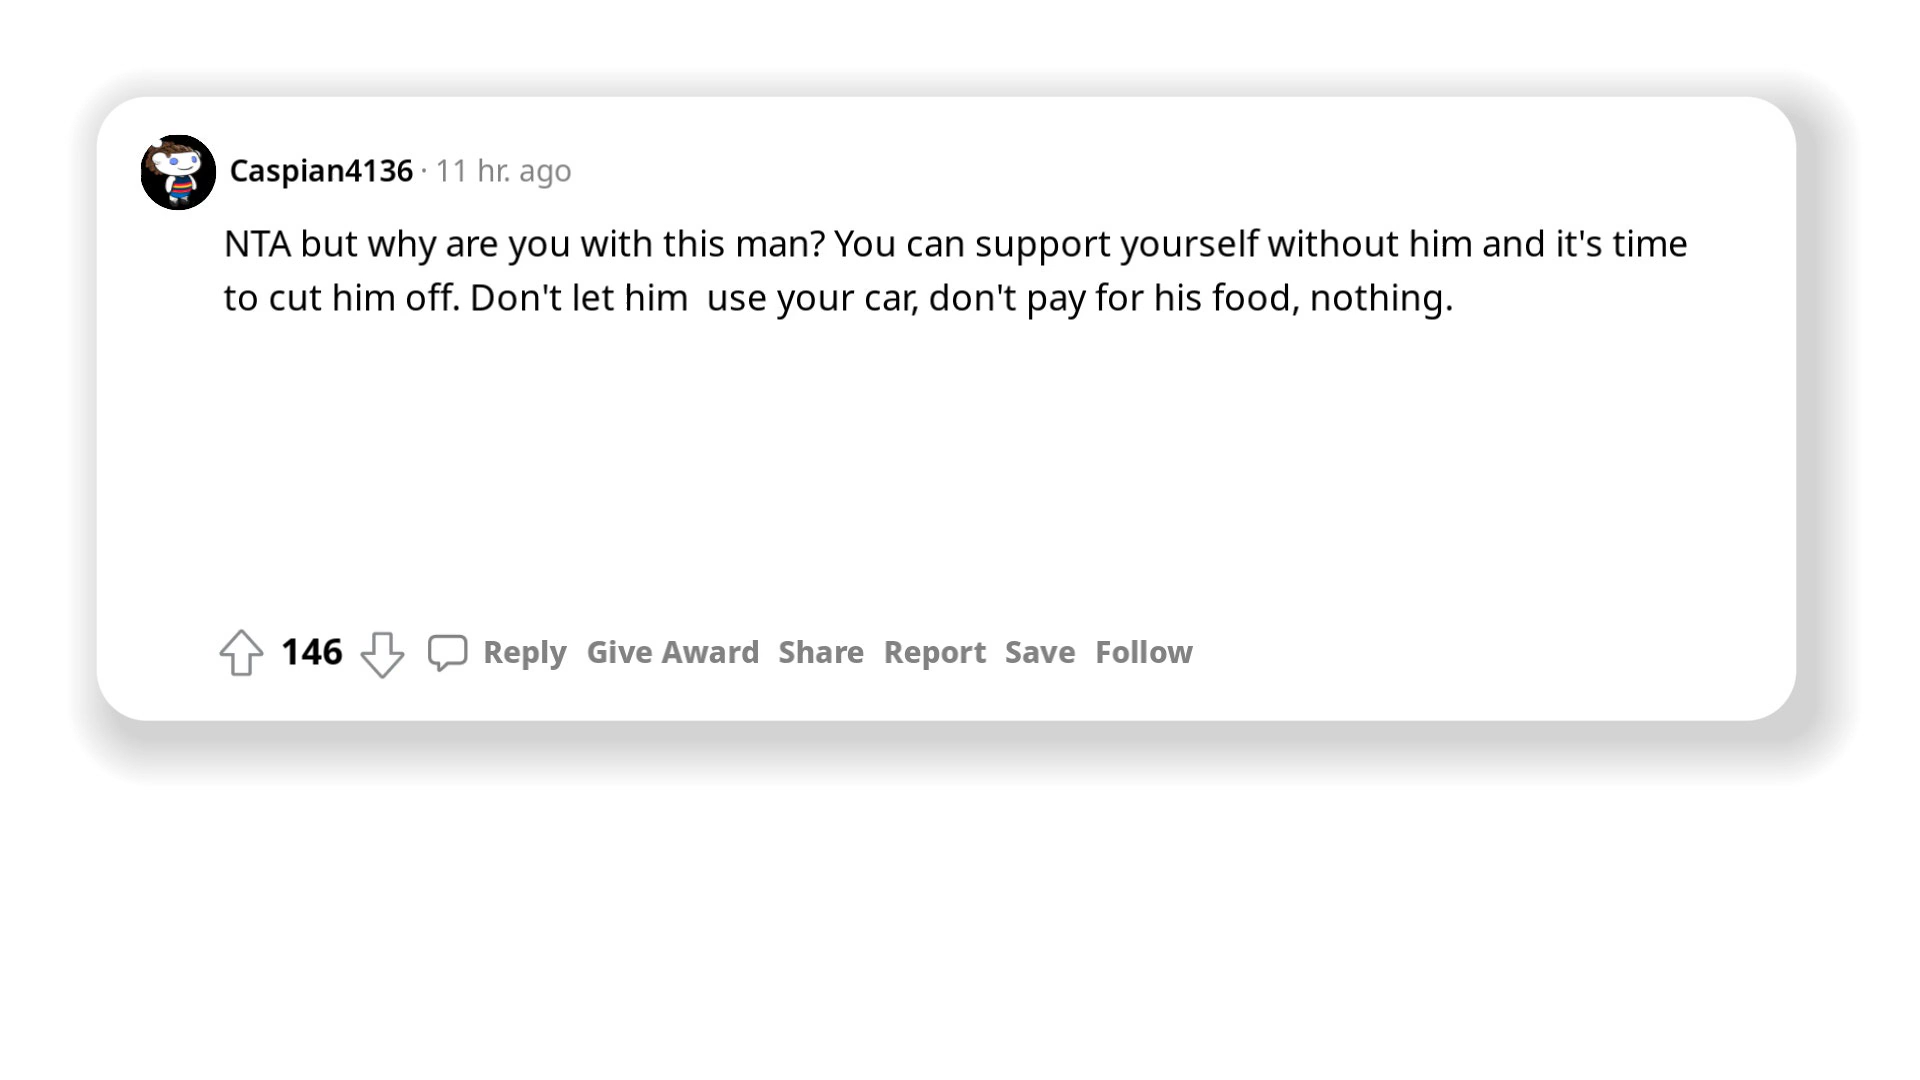 Caspian4136 · 11 hr. ago
NTA but why are you with this man? You can support yourself without him and it's time
to cut him off. Don't let him  use your car, don't pay for his food, nothing.
146 Reply Give Award Share Report Save Follow